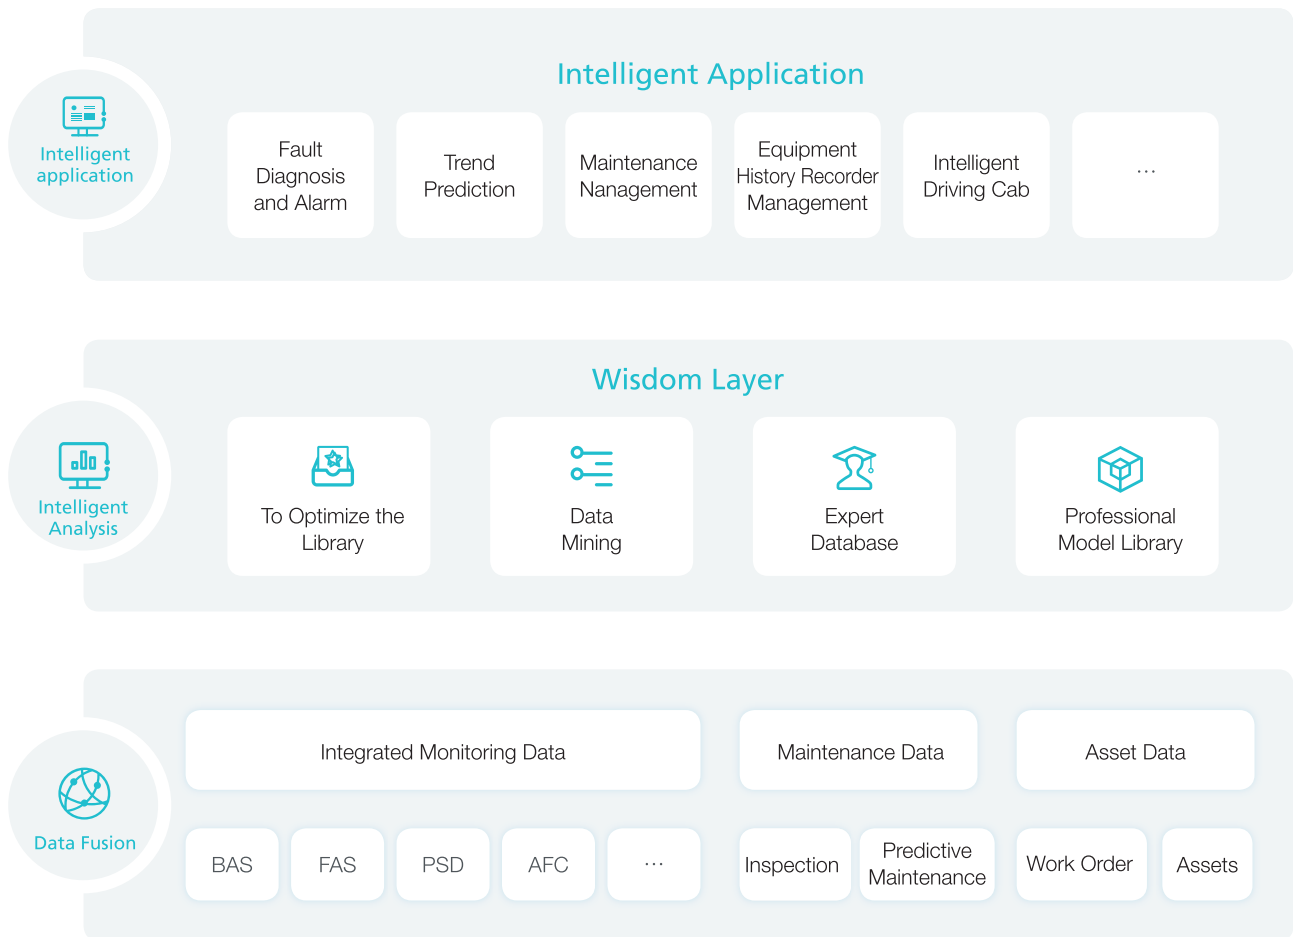 Intelligent Application
Intelligent
application
Fault
Diagnosis
and Alarm
Trend
Prediction
Maintenance
Nanagement
Equipment
History Recorder
Management
Intelligent
Driving Cab
...
Wisdom Layer
Intelligent
Analysis
To Optimize the
Library
Data
Mining
Expert
Database
Professional
Model Library
Data Fusion
Integrated Monitoring Data
Maintenance Data
Asset Data
BAS
FAS
PSD
AFC
...
Inspection
Predictive
Maintenance
Work Order
Assets